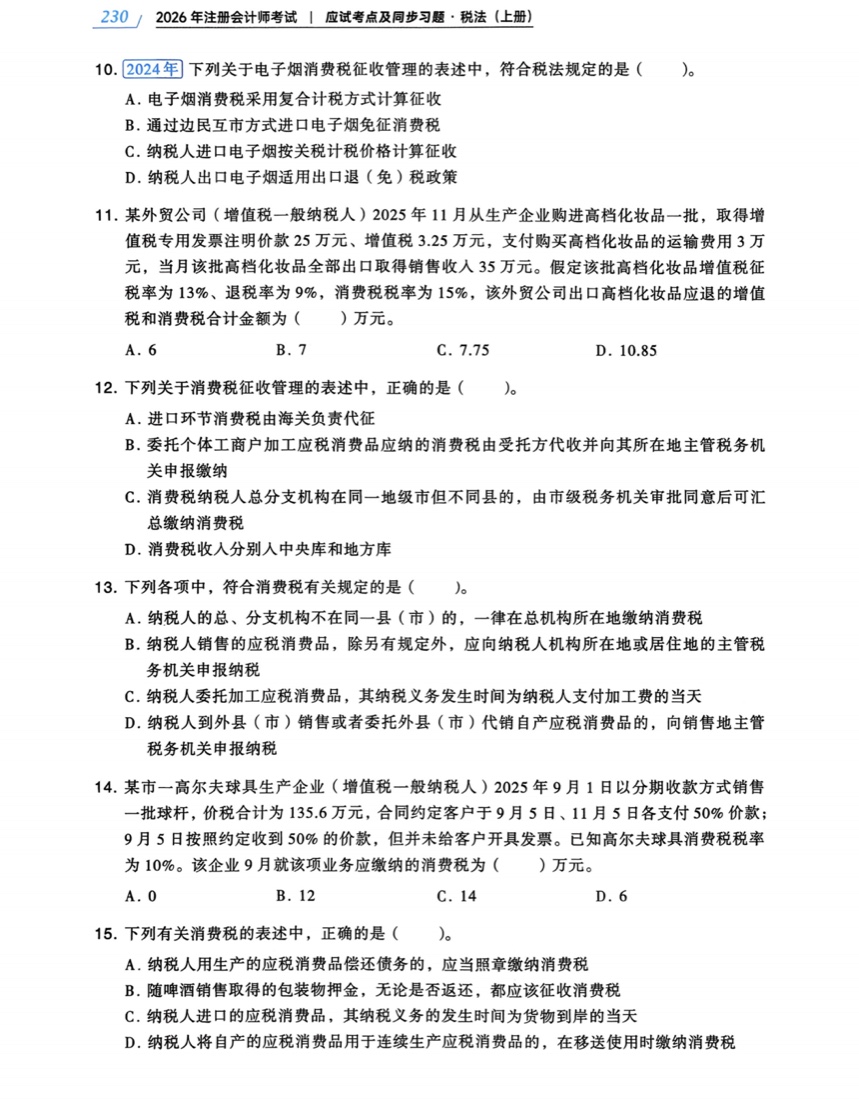 230 2026 年注册会计师考试 | 应试考点及同步习题·税法（上册）
10. 2024年 下列关于电子烟消费税征收管理的表述中，符合税法规定的是（　　）。
A. 电子烟消费税采用复合计税方式计算征收
B. 通过边民互市方式进口电子烟免征消费税
C. 纳税人进口电子烟按关税计税价格计算征收
D. 纳税人出口电子烟适用出口退（免）税政策
11. 某外贸公司（增值税一般纳税人）2025 年 11 月从生产企业购进高档化妆品一批，取得增
值税专用发票注明价款 25 万元、增值税 3.25 万元，支付购买高档化妆品的运输费用 3 万
元，当月该批高档化妆品全部出口取得销售收入 35 万元。假定该批高档化妆品增值税征
税率为 13%、退税率为 9%，消费税税率为 15%，该外贸公司出口高档化妆品应退的增值
税和消费税合计金额为（　　）万元。
A. 6　　B. 7　　C. 7.75　　D. 10.85
12. 下列关于消费税征收管理的表述中，正确的是（　　）。
A. 进口环节消费税由海关负责代征
B. 委托个体工商户加工应税消费品应纳的消费税由受托方代收并向其所在地主管税务机
关申报缴纳
C. 消费税纳税人总分支机构在同一地级市但不同县的，由市级税务机关审批同意后可汇
总缴纳消费税
D. 消费税收入分别入中央库和地方库
13. 下列各项中，符合消费税有关规定的是（　　）。
A. 纳税人的总、分支机构不在同一县（市）的，一律在总机构所在地缴纳消费税
B. 纳税人销售的应税消费品，除另有规定外，应向纳税人机构所在地或居住地的主管税
务机关申报纳税
C. 纳税人委托加工应税消费品，其纳税义务发生时间为纳税人支付加工费的当天
D. 纳税人到外县（市）销售或者委托外县（市）代销自产应税消费品的，向销售地主管
税务机关申报纳税
14. 某市一高尔夫球具生产企业（增值税一般纳税人）2025 年 9 月 1 日以分期收款方式销售
一批球杆，价税合计为 135.6 万元，合同约定客户于 9 月 5 日、11 月 5 日各支付 50% 价款；
9 月 5 日按照约定收到 50% 的价款，但并未给客户开具发票。已知高尔夫球具消费税税率
为 10%。该企业 9 月就该项业务应缴纳的消费税为（　　）万元。
A. 0　　B. 12　　C. 14　　D. 6
15. 下列有关消费税的表述中，正确的是（　　）。
A. 纳税人用生产的应税消费品偿还债务的，应当照章缴纳消费税
B. 随啤酒销售取得的包装物押金，无论是否返还，都应该征收消费税
C. 纳税人进口的应税消费品，其纳税义务的发生时间为货物到岸的当天
D. 纳税人将自产的应税消费品用于连续生产应税消费品的，在移送使用时缴纳消费税